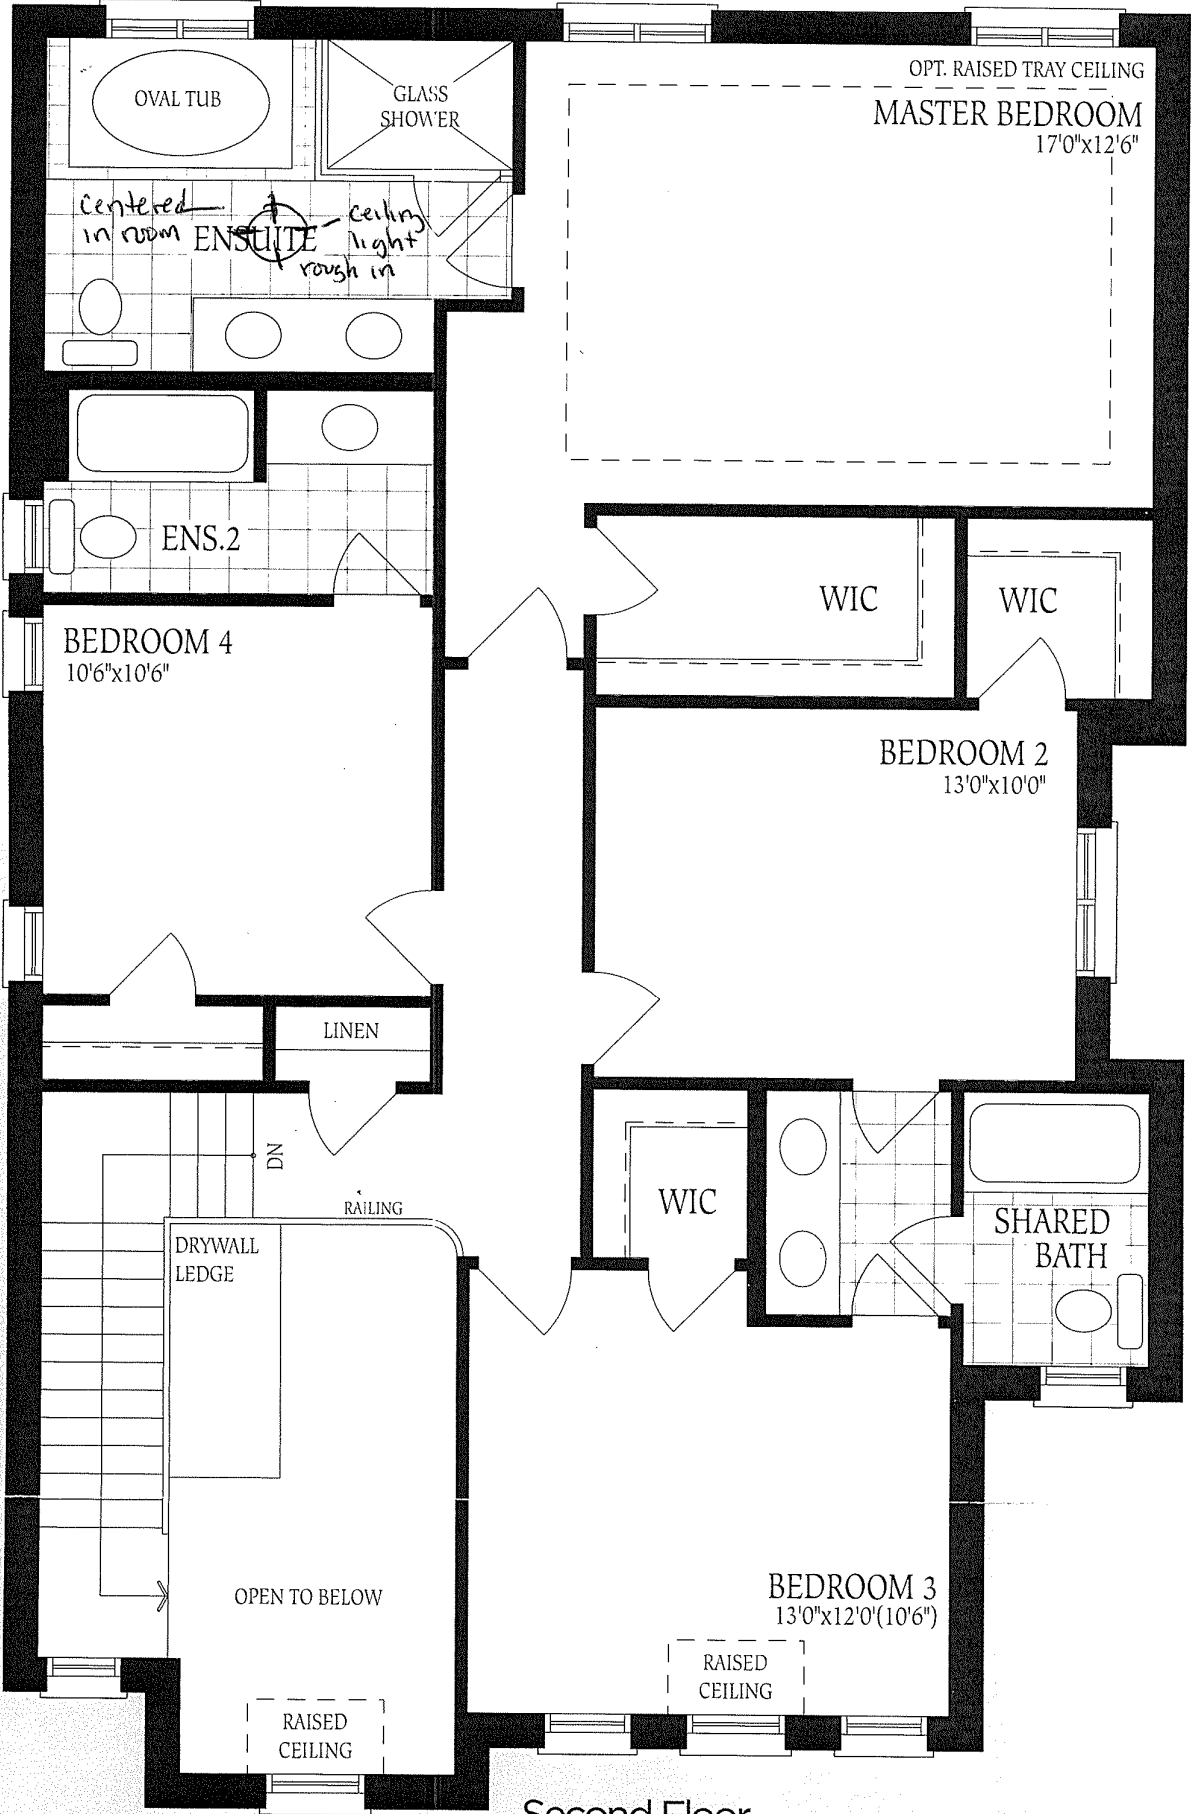 OPT. RAISED TRAY CEILING
MASTER BEDROOM
17'0"x12'6"
OVAL TUB
GLASS
SHOWER
Centered
in room
ENSUITE
ceiling
light
rough in
ENS.2
WIC
WIC
BEDROOM 4
10'6"x10'6"
BEDROOM 2
13'0"x10'0"
LINEN
DN
RAILING
DRYWALL
LEDGE
WIC
SHARED
BATH
OPEN TO BELOW
BEDROOM 3
13'0"x12'0'(10'6")
RAISED
CEILING
RAISED
CEILING
Second Floor